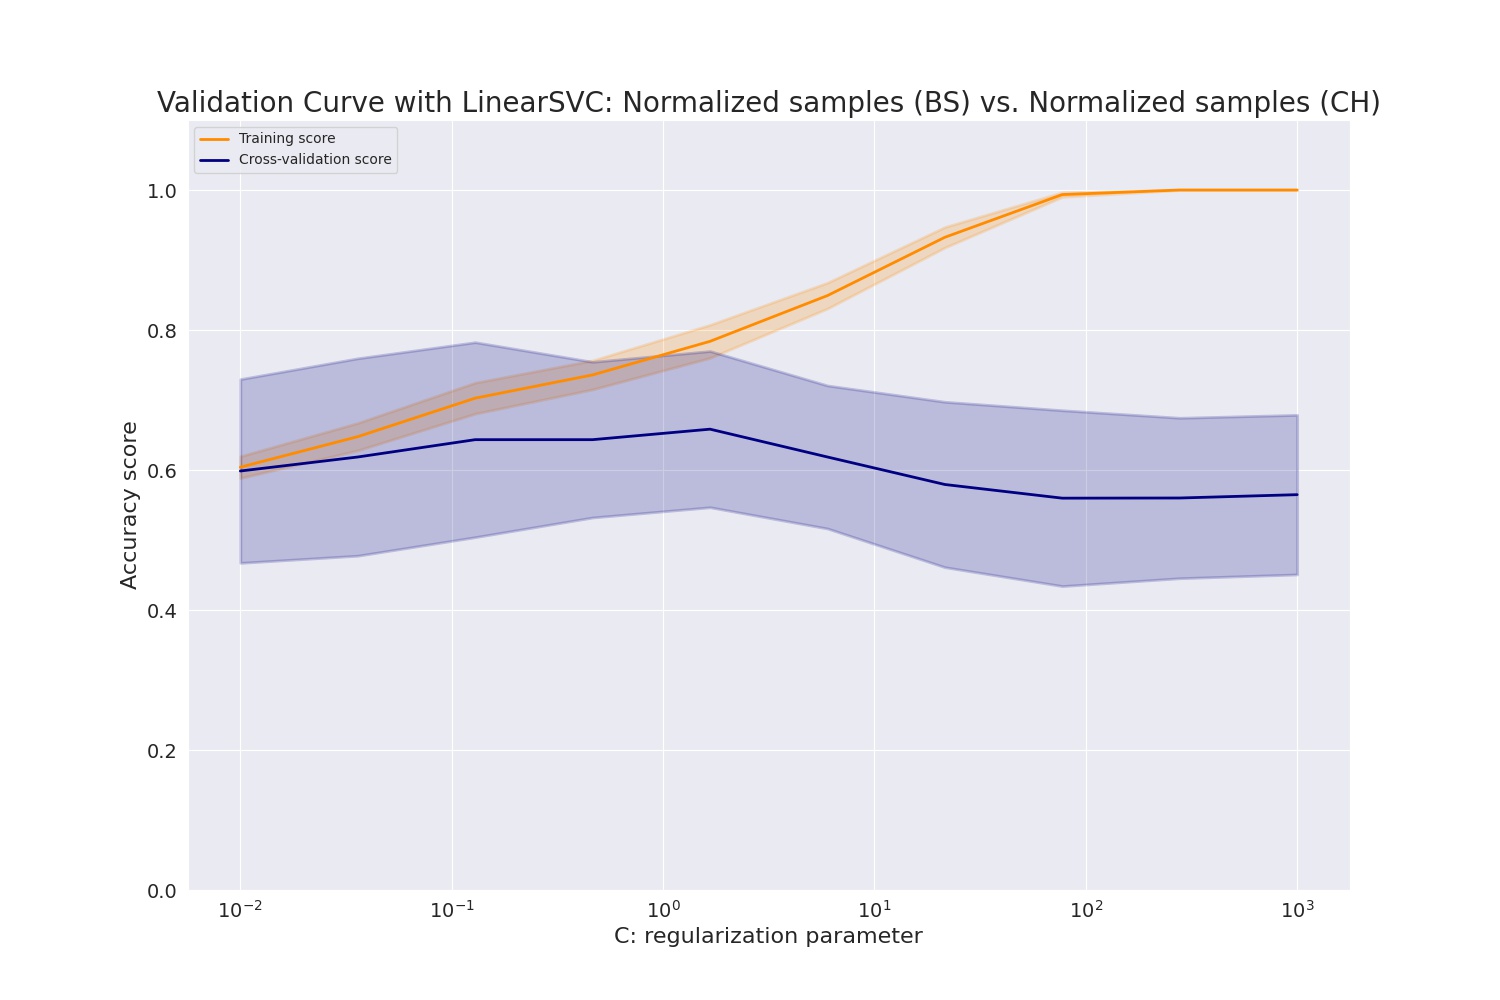 Validation Curve with LinearSVC: Normalized samples (BS) vs. Normalized samples (CH)
Training score
Cross-validation score
1.0
0.8
0.6
0.4
0.2
0.0
Accuracy score
10⁻² 10⁻¹ 10⁰ 10¹ 10² 10³
C: regularization parameter